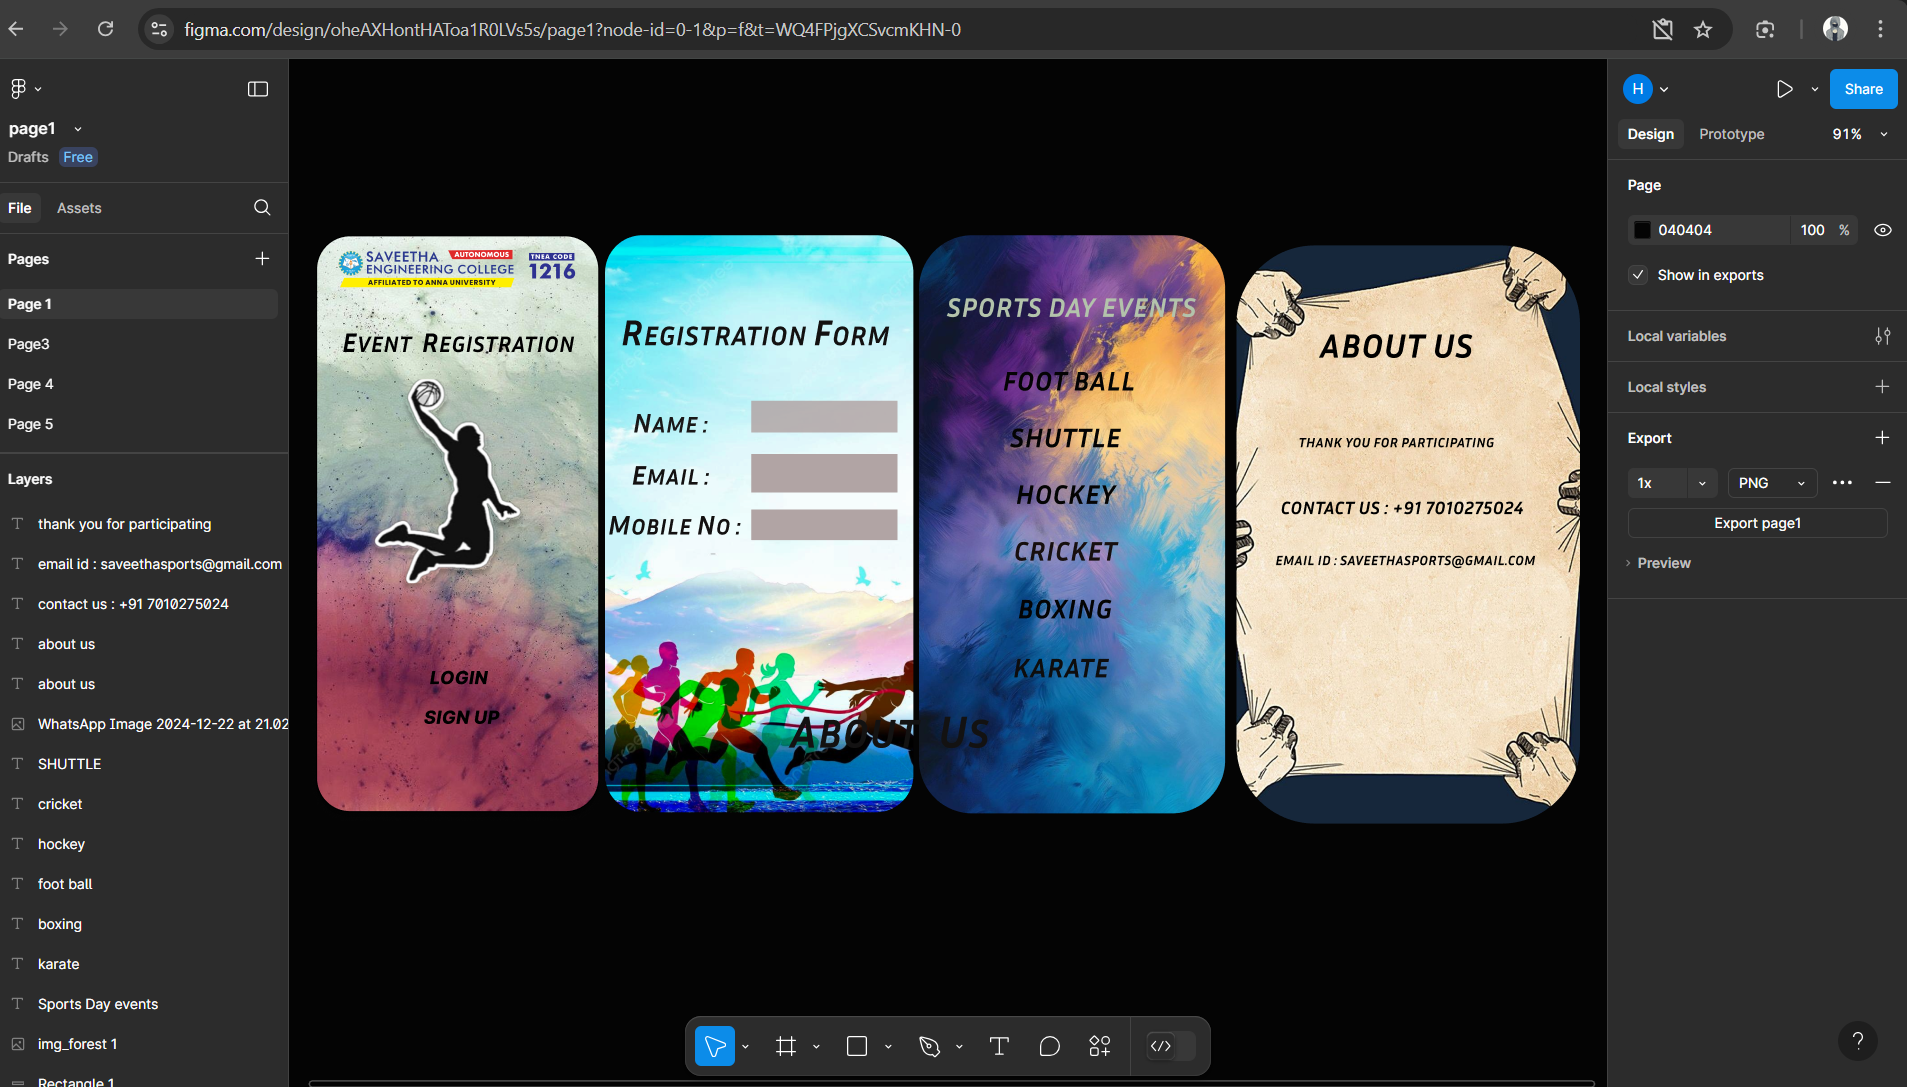 figma.com/design/oheAXHontHAToa1R0LVs5s/page1?node-id=0-1&p=f&t=WQ4FPjgXCSvcmKHN-0
page1
Drafts Free
File Assets
Pages
Page 1
Page3
Page 4
Page 5
Layers
thank you for participating
email id : saveethasports@gmail.com
contact us : +91 7010275024
about us
about us
WhatsApp Image 2024-12-22 at 21.02
SHUTTLE
cricket
hockey
foot ball
boxing
karate
Sports Day events
img_forest 1
Rectangle 1
SAVEETHA AUTONOMOUS
ENGINEERING COLLEGE
AFFILIATED TO ANNA UNIVERSITY
TNEA CODE
1216
EVENT REGISTRATION
LOGIN
SIGN UP
REGISTRATION FORM
NAME :
EMAIL :
MOBILE NO :
ABOUT US
SPORTS DAY EVENTS
FOOT BALL
SHUTTLE
HOCKEY
CRICKET
BOXING
KARATE
ABOUT US
THANK YOU FOR PARTICIPATING
CONTACT US : +91 7010275024
EMAIL ID : SAVEETHASPORTS@GMAIL.COM
H
Share
Design Prototype 91%
Page
040404 100 %
Show in exports
Local variables
Local styles
Export
1x PNG
Export page1
Preview
?